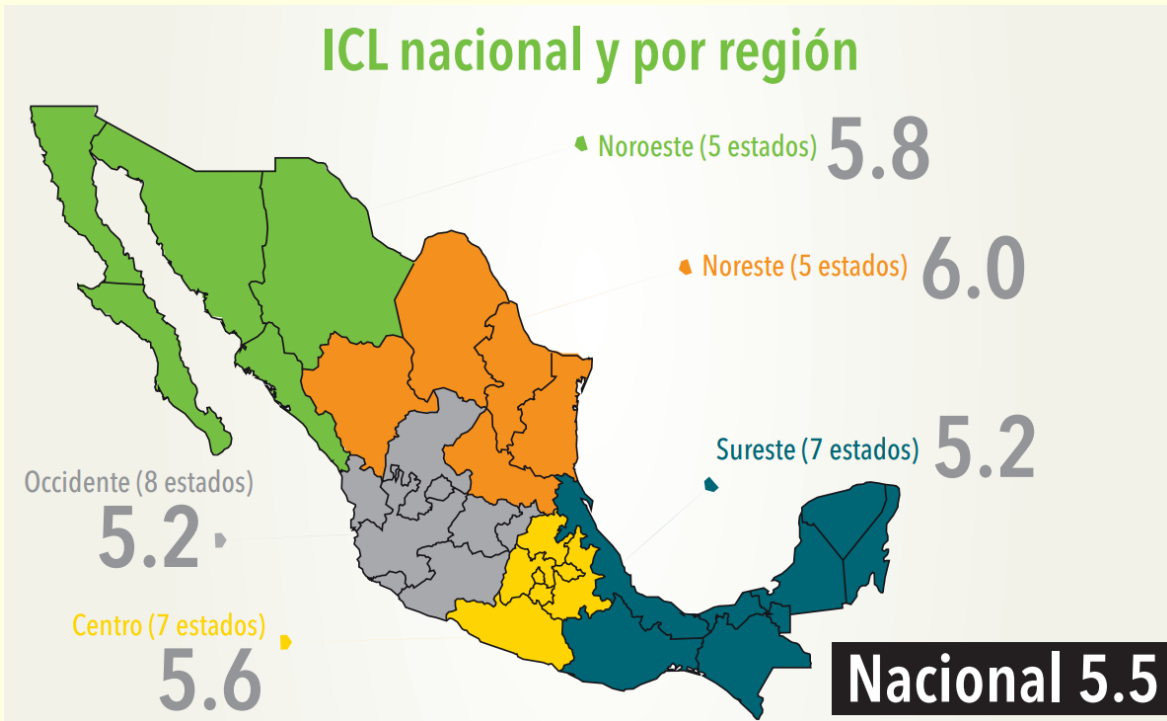 ICL nacional y por región
Noroeste (5 estados) 5.8
Noreste (5 estados) 6.0
Sureste (7 estados) 5.2
Occidente (8 estados)
5.2
Centro (7 estados)
5.6
Nacional 5.5